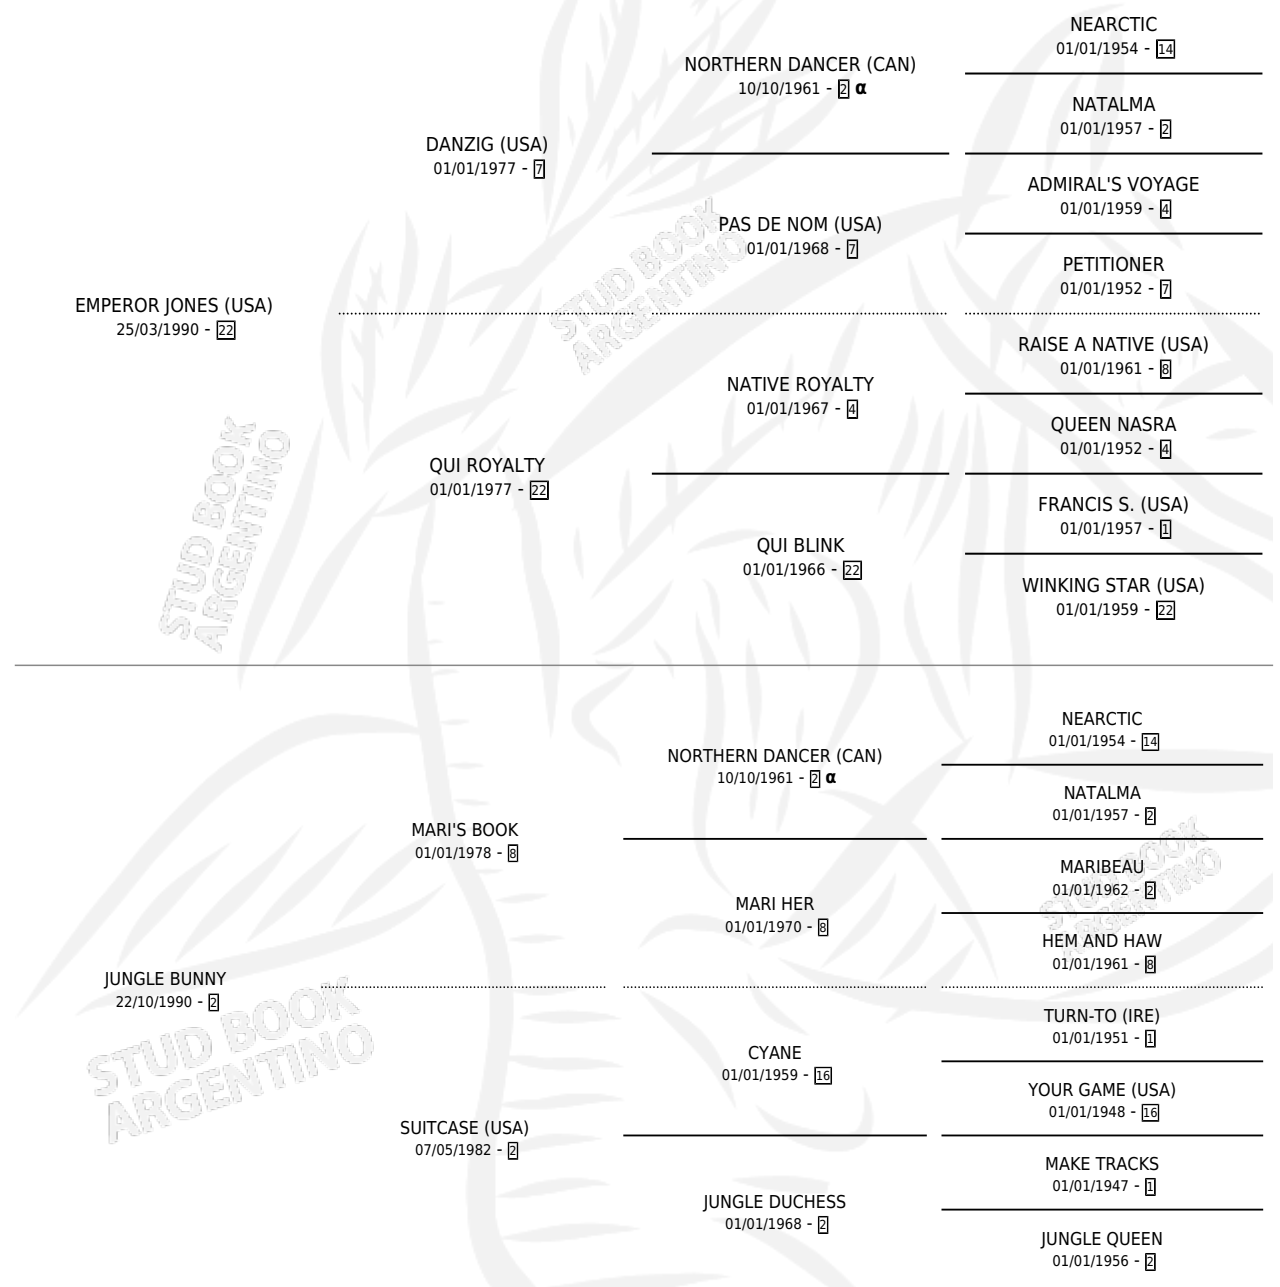 NEARCTIC
01/01/1954 - 14
NORTHERN DANCER (CAN)
10/10/1961 - 2 α
NATALMA
01/01/1957 - 2
DANZIG (USA)
01/01/1977 - 7
ADMIRAL'S VOYAGE
01/01/1959 - 4
PAS DE NOM (USA)
01/01/1968 - 7
PETITIONER
01/01/1952 - 7
EMPEROR JONES (USA)
25/03/1990 - 22
STUD BOOK
ARGENTINO
RAISE A NATIVE (USA)
01/01/1961 - 8
NATIVE ROYALTY
01/01/1967 - 4
QUEEN NASRA
01/01/1952 - 4
QUI ROYALTY
01/01/1977 - 22
FRANCIS S. (USA)
01/01/1957 - 1
QUI BLINK
01/01/1966 - 22
WINKING STAR (USA)
01/01/1959 - 22
STUD BOOK
ARGENTINO
NEARCTIC
01/01/1954 - 14
NORTHERN DANCER (CAN)
10/10/1961 - 2 α
NATALMA
01/01/1957 - 2
MARI'S BOOK
01/01/1978 - 8
MARIBEAU
01/01/1962 - 2
MARI HER
01/01/1970 - 8
STUD BOOK
ARGENTINO
HEM AND HAW
01/01/1961 - 8
JUNGLE BUNNY
22/10/1990 - 2
STUD BOOK
ARGENTINO
TURN-TO (IRE)
01/01/1951 - 1
CYANE
01/01/1959 - 16
YOUR GAME (USA)
01/01/1948 - 16
SUITCASE (USA)
07/05/1982 - 2
MAKE TRACKS
01/01/1947 - 1
JUNGLE DUCHESS
01/01/1968 - 2
JUNGLE QUEEN
01/01/1956 - 2